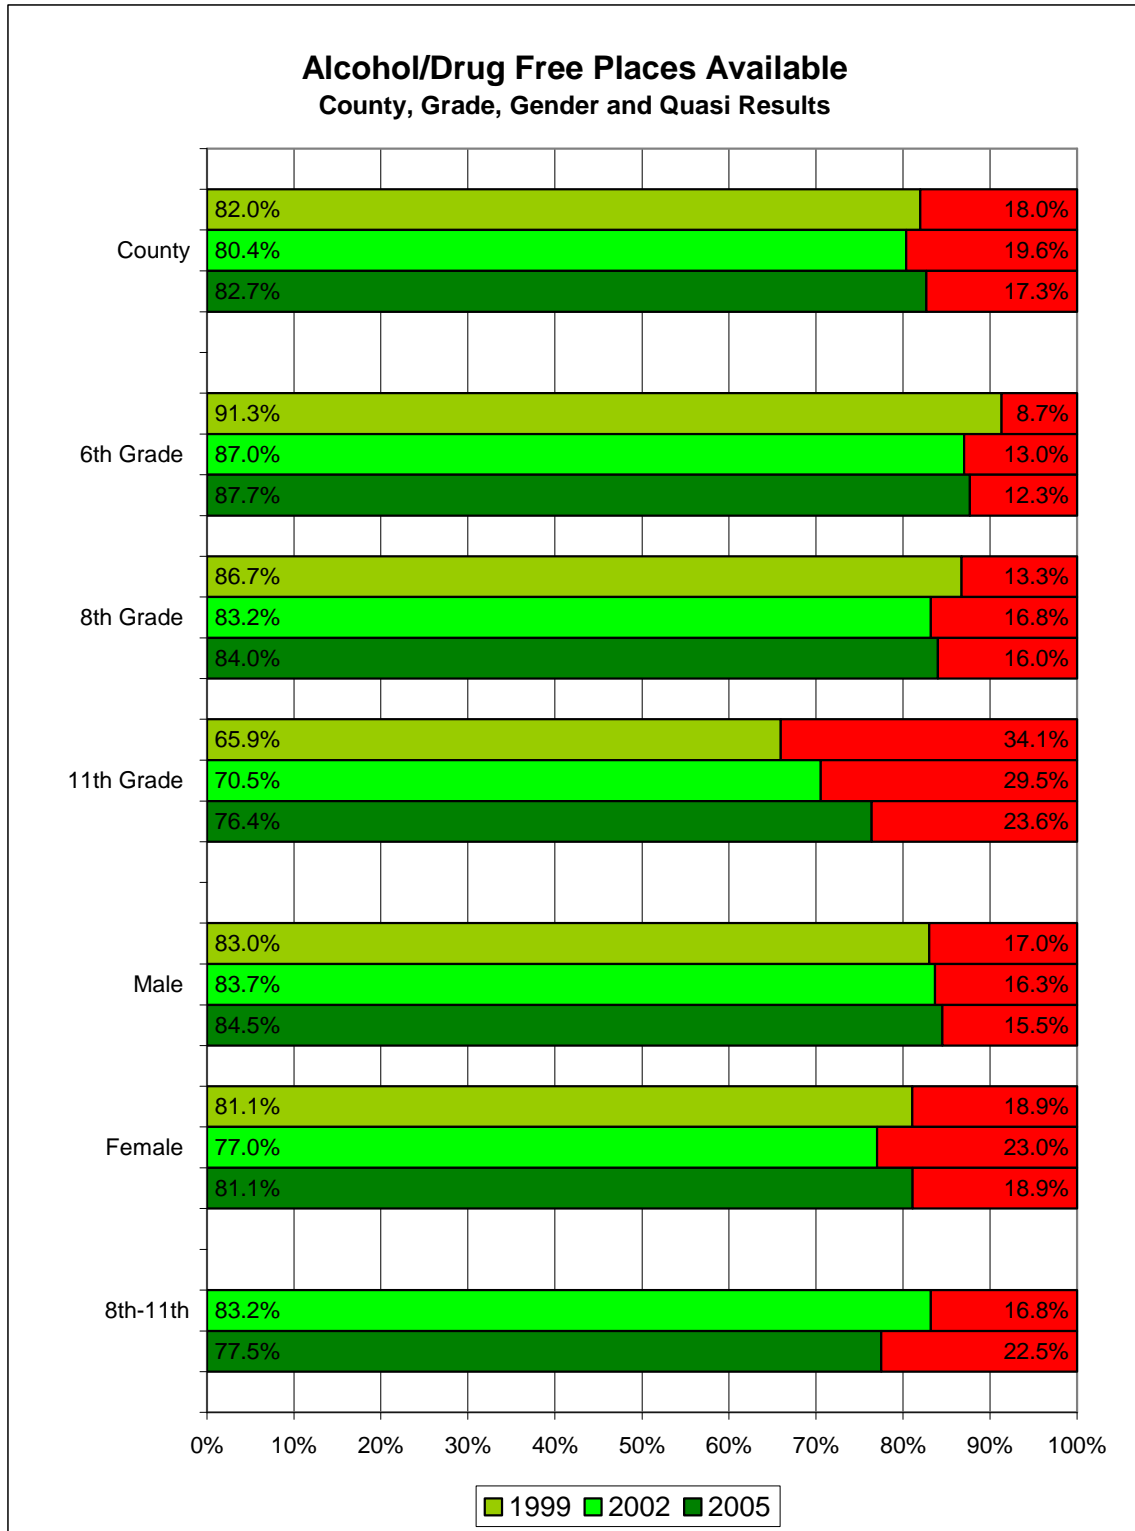 Alcohol/Drug Free Places Available
County, Grade, Gender and Quasi Results
82.0% 18.0%
County 80.4% 19.6%
82.7% 17.3%
91.3% 8.7%
6th Grade 87.0% 13.0%
87.7% 12.3%
86.7% 13.3%
8th Grade 83.2% 16.8%
84.0% 16.0%
65.9% 34.1%
11th Grade 70.5% 29.5%
76.4% 23.6%
83.0% 17.0%
Male 83.7% 16.3%
84.5% 15.5%
81.1% 18.9%
Female 77.0% 23.0%
81.1% 18.9%
8th-11th 83.2% 16.8%
77.5% 22.5%
0% 10% 20% 30% 40% 50% 60% 70% 80% 90% 100%
1999 2002 2005